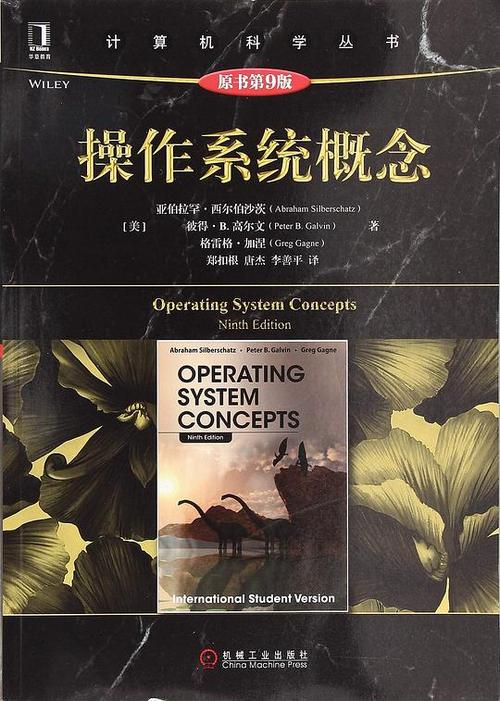 HZ Books
华章教育
计算机科学丛书
WILEY
原书第9版
操作系统概念
亚伯拉罕·西尔伯沙茨（Abraham Silberschatz）
[美] 彼得·B.高尔文（Peter B. Galvin） 著
格雷格·加涅（Greg Gagne）
郑扣根 唐杰 李善平 译
Operating System Concepts
Ninth Edition
Abraham Silberschatz · Peter B. Galvin · Greg Gagne
OPERATING
SYSTEM
CONCEPTS
Ninth Edition
International Student Version
机械工业出版社
China Machine Press